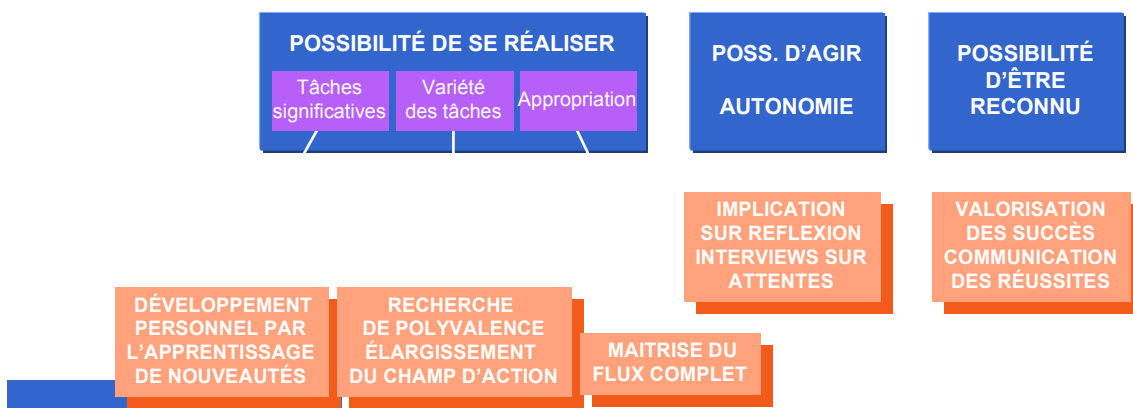 POSSIBILITÉ DE SE RÉALISER
Tâches
significatives
Variété
des tâches
Appropriation
POSS. D'AGIR
AUTONOMIE
POSSIBILITÉ
D'ÊTRE
RECONNU
IMPLICATION
SUR REFLEXION
INTERVIEWS SUR
ATTENTES
VALORISATION
DES SUCCÈS
COMMUNICATION
DES RÉUSSITES
DÉVELOPPEMENT
PERSONNEL PAR
L'APPRENTISSAGE
DE NOUVEAUTÉS
RECHERCHE
DE POLYVALENCE
ÉLARGISSEMENT
DU CHAMP D'ACTION
MAITRISE DU
FLUX COMPLET